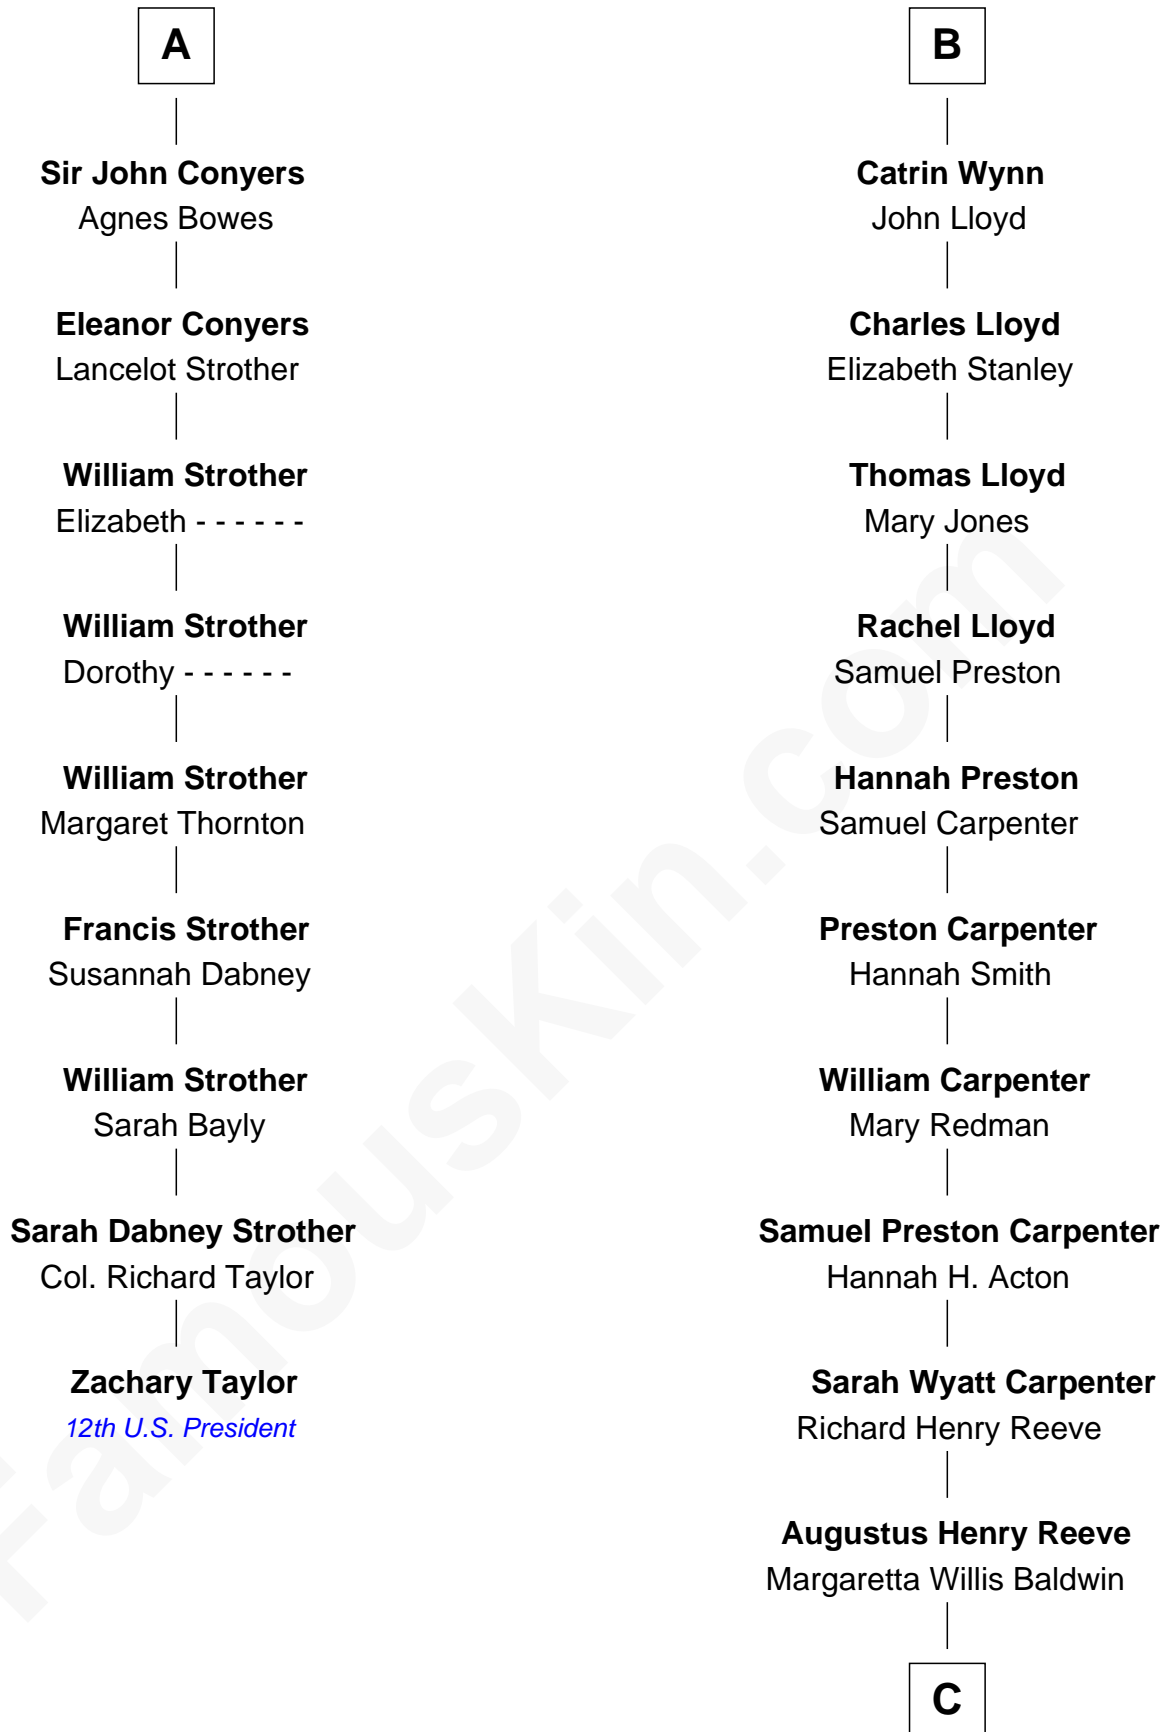 A
Sir John Conyers
Agnes Bowes
Eleanor Conyers
Lancelot Strother
William Strother
Elizabeth - - - - - -
William Strother
Dorothy - - - - - -
William Strother
Margaret Thornton
Francis Strother
Susannah Dabney
William Strother
Sarah Bayly
Sarah Dabney Strother
Col. Richard Taylor
Zachary Taylor
12th U.S. President
B
Catrin Wynn
John Lloyd
Charles Lloyd
Elizabeth Stanley
Thomas Lloyd
Mary Jones
Rachel Lloyd
Samuel Preston
Hannah Preston
Samuel Carpenter
Preston Carpenter
Hannah Smith
William Carpenter
Mary Redman
Samuel Preston Carpenter
Hannah H. Acton
Sarah Wyatt Carpenter
Richard Henry Reeve
Augustus Henry Reeve
Margaretta Willis Baldwin
C
FamousKin.com